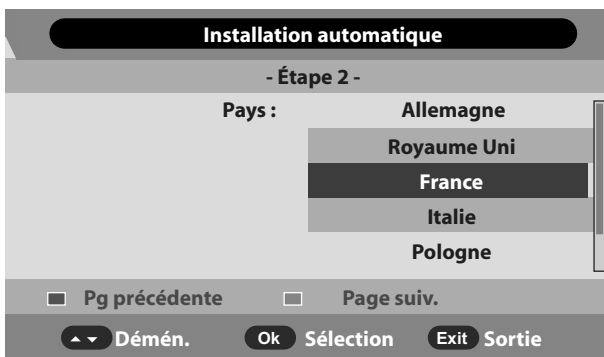 Installation automatique
- Étape 2 -
Pays : Allemagne
Royaume Uni
France
Italie
Pologne
Pg précédente Page suiv.
Démén. Ok Sélection Exit Sortie